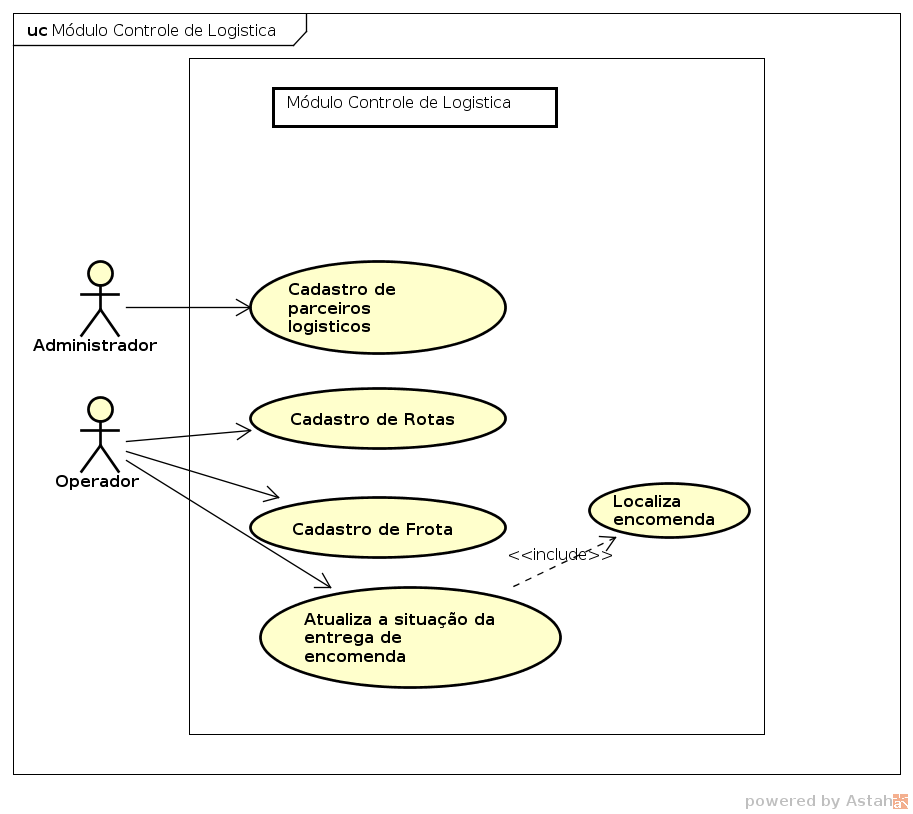 uc Módulo Controle de Logistica
Módulo Controle de Logistica
Cadastro de
parceiros
logisticos
Administrador
Cadastro de Rotas
Operador
Localiza
encomenda
Cadastro de Frota
<<include>>
Atualiza a situação da
entrega de
encomenda
powered by Astah